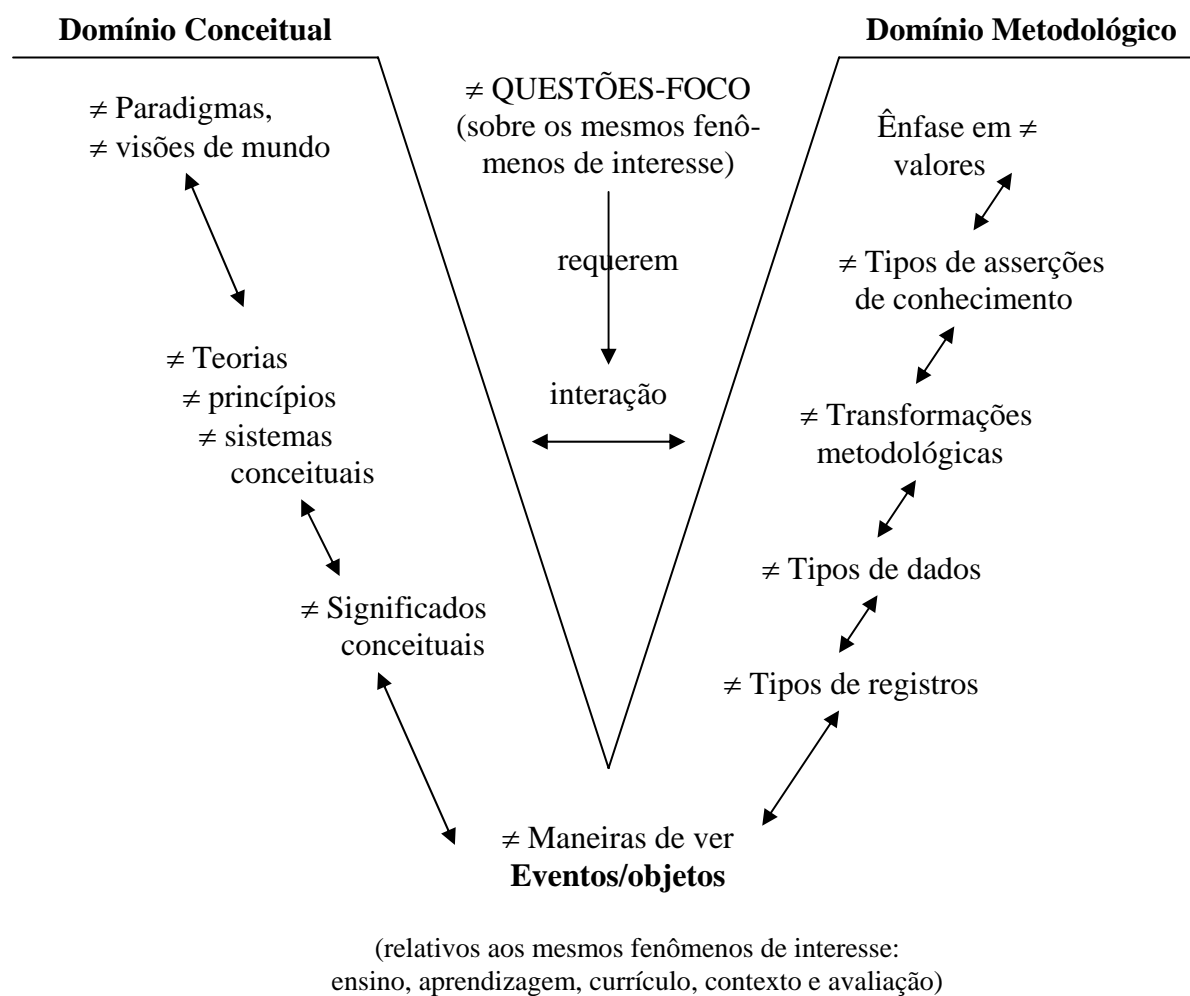 Domínio Conceitual
≠ Paradigmas,
≠ visões de mundo
≠ Teorias
≠ princípios
≠ sistemas
conceituais
≠ Significados
conceituais
≠ QUESTÕES-FOCO
(sobre os mesmos fenô-
menos de interesse)
requerem
interação
Domínio Metodológico
Ênfase em ≠
valores
≠ Tipos de asserções
de conhecimento
≠ Transformações
metodológicas
≠ Tipos de dados
≠ Tipos de registros
≠ Maneiras de ver
Eventos/objetos
(relativos aos mesmos fenômenos de interesse:
ensino, aprendizagem, currículo, contexto e avaliação)